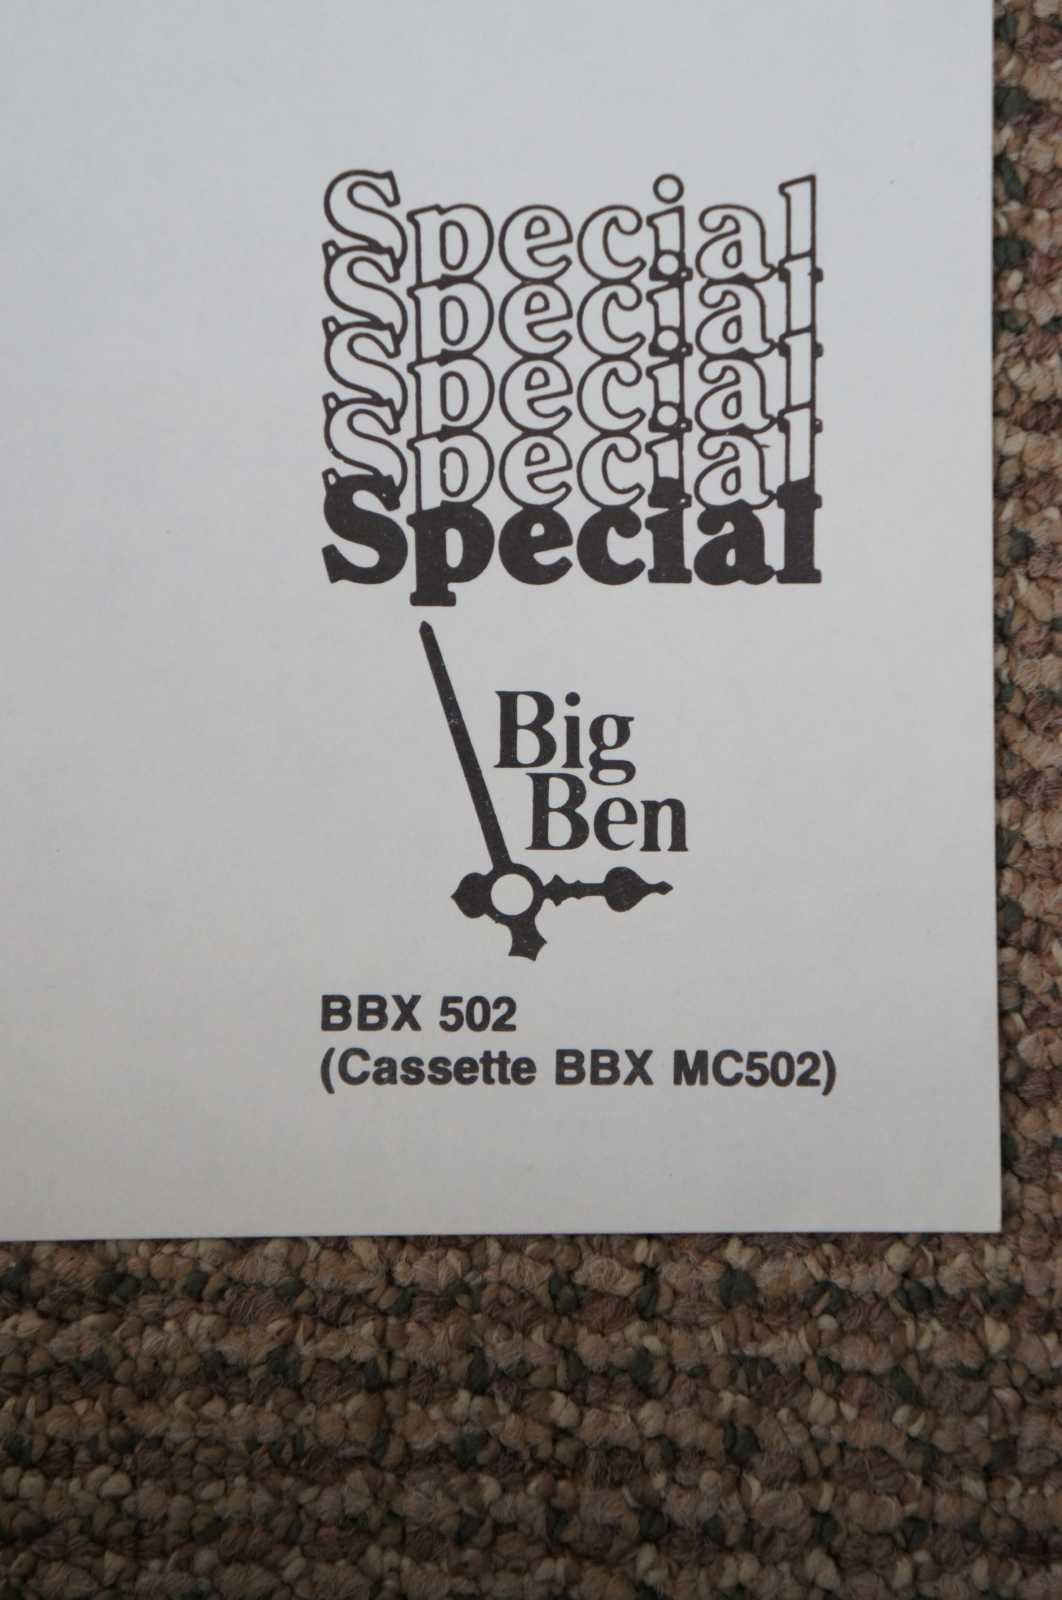 Special
Special
Special
Special
Special
Big
Ben
BBX 502
(Cassette BBX MC502)